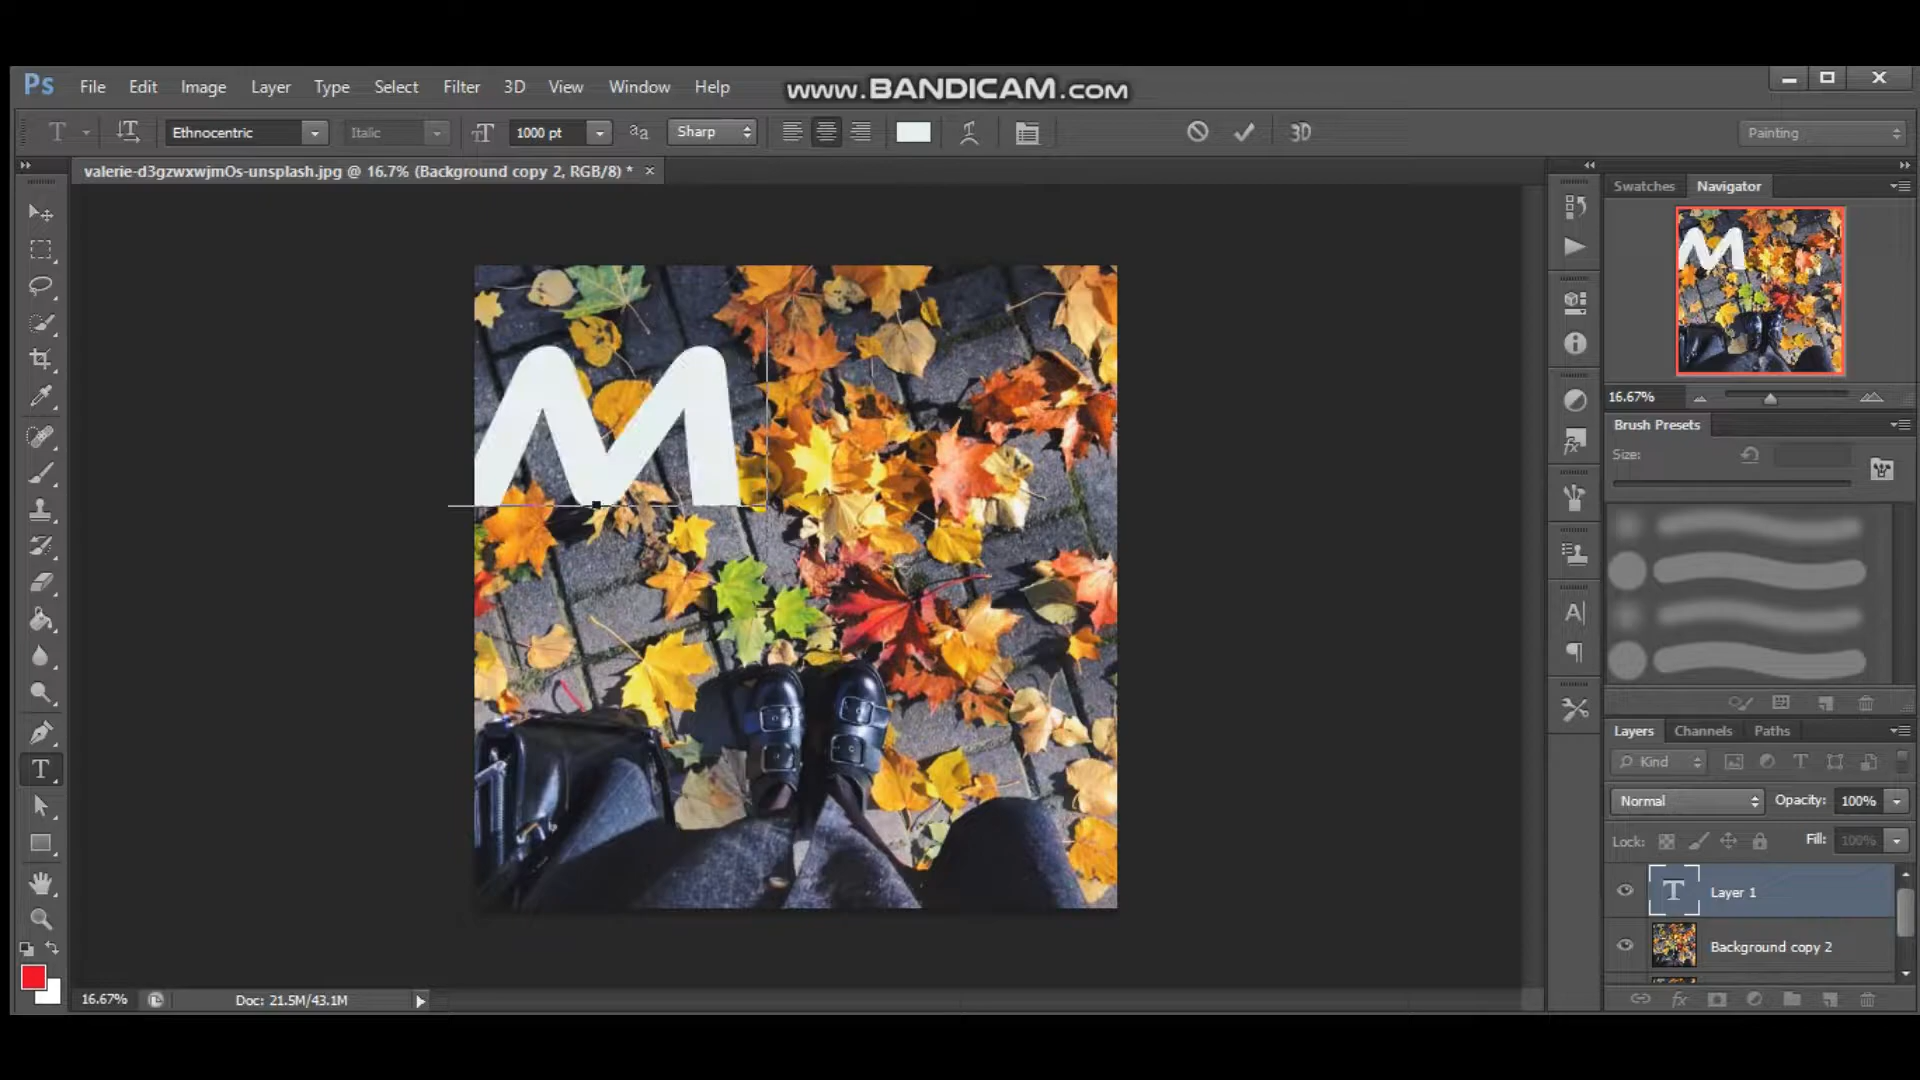 www.BANDICAM.com
Ps File Edit Image Layer Type Select Filter 3D View Window Help
T Ethnocentric Italic 1000 pt aa Sharp 3D Painting
valerie-d3gzwxwjmOs-unsplash.jpg @ 16.7% (Background copy 2, RGB/8) *
Swatches Navigator
M
16.67%
Brush Presets
Size:
Layers Channels Paths
Kind
Normal Opacity: 100%
Lock: Fill: 100%
Layer 1
Background copy 2
16.67% Doc: 21.5M/43.1M